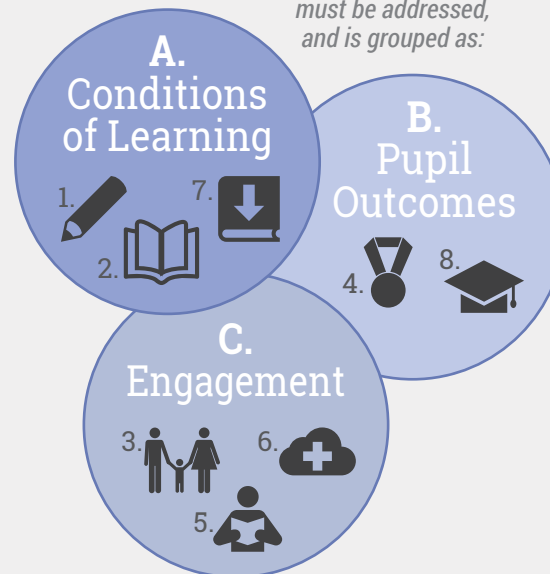 must be addressed,
and is grouped as:
A.
Conditions
of Learning
1.
7.
2.
B.
Pupil
Outcomes
4.
8.
C.
Engagement
3.
6.
5.